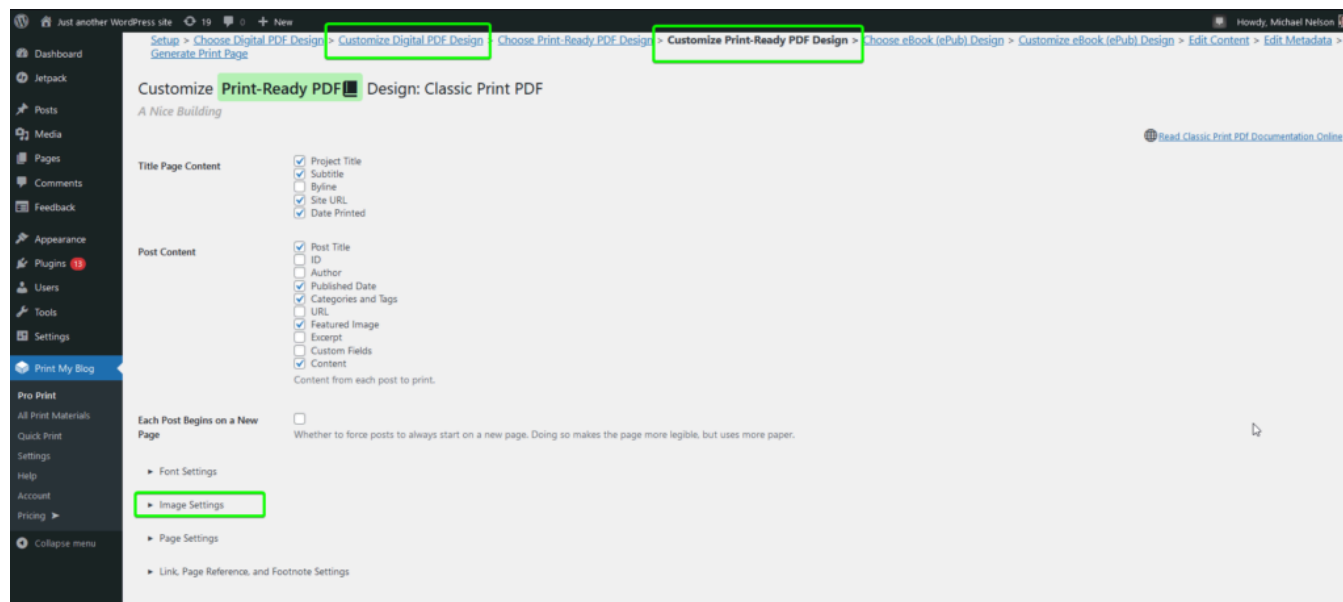 Just another WordPress site 19 0 + New Howdy, Michael Nelson
Dashboard
Jetpack
Posts
Media
Pages
Comments
Feedback
Appearance
Plugins 13
Users
Tools
Settings
Print My Blog
Pro Print
All Print Materials
Quick Print
Settings
Help
Account
Pricing ➤
Collapse menu
Setup > Choose Digital PDF Design > Customize Digital PDF Design > Choose Print-Ready PDF Design > Customize Print-Ready PDF Design > Choose eBook (ePub) Design > Customize eBook (ePub) Design > Edit Content > Edit Metadata >
Generate Print Page
Customize Print-Ready PDF Design: Classic Print PDF
A Nice Building
Read Classic Print PDf Documentation Online
Title Page Content
Project Title
Subtitle
Byline
Site URL
Date Printed
Post Content
Post Title
ID
Author
Published Date
Categories and Tags
URL
Featured Image
Excerpt
Custom Fields
Content
Content from each post to print.
Each Post Begins on a New
Page
Whether to force posts to always start on a new page. Doing so makes the page more legible, but uses more paper.
► Font Settings
► Image Settings
► Page Settings
► Link, Page Reference, and Footnote Settings